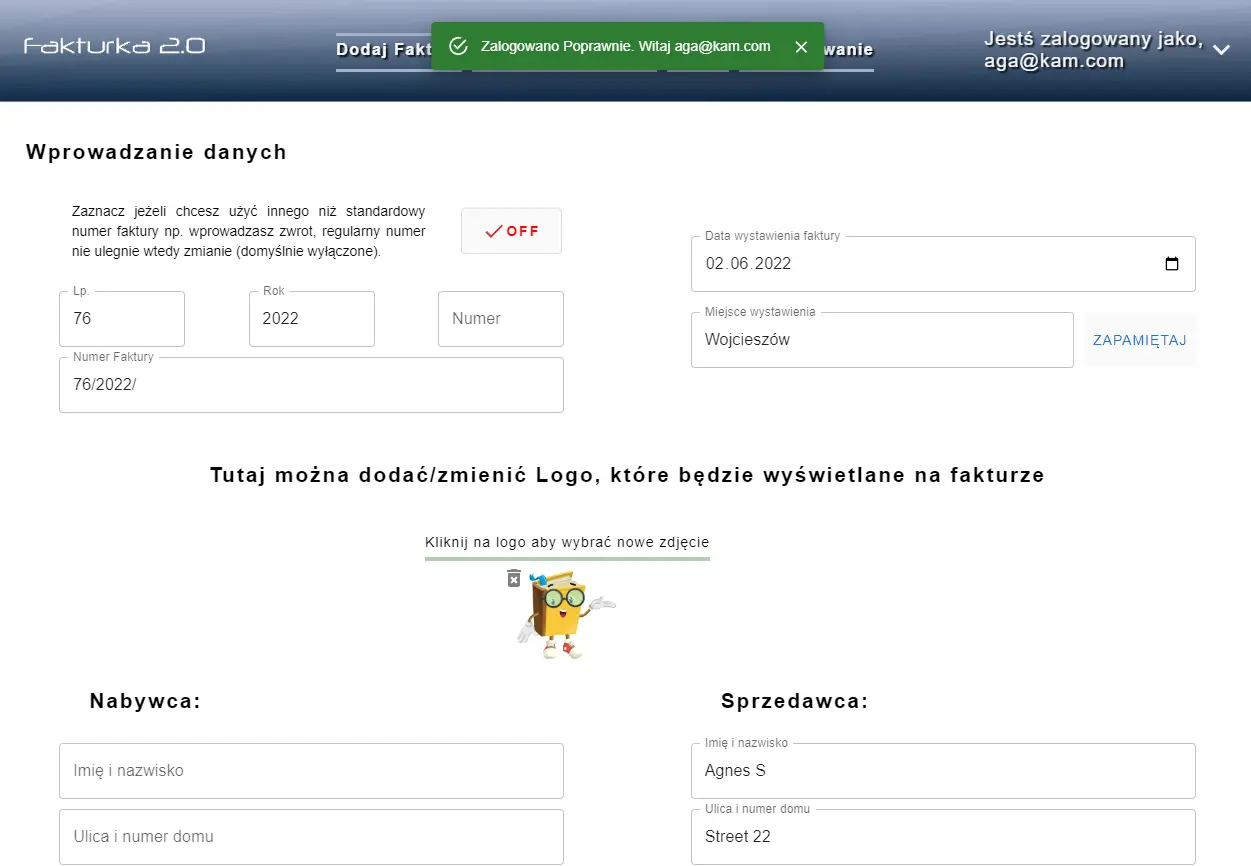 Fakturka 2.0
Dodaj Fakt
Zalogowano Poprawnie. Witaj aga@kam.com
wanie
Jestś zalogowany jako,
aga@kam.com
Wprowadzanie danych
Zaznacz jeżeli chcesz użyć innego niż standardowy
numer faktury np. wprowadzasz zwrot, regularny numer
nie ulegnie wtedy zmianie (domyślnie wyłączone).
OFF
Lp.
76
Rok
2022
Numer
Numer Faktury
76/2022/
Data wystawienia faktury
02.06.2022
Miejsce wystawienia
Wojcieszów
ZAPAMIĘTAJ
Tutaj można dodać/zmienić Logo, które będzie wyświetlane na fakturze
Kliknij na logo aby wybrać nowe zdjęcie
Nabywca:
Imię i nazwisko
Ulica i numer domu
Sprzedawca:
Imię i nazwisko
Agnes S
Ulica i numer domu
Street 22